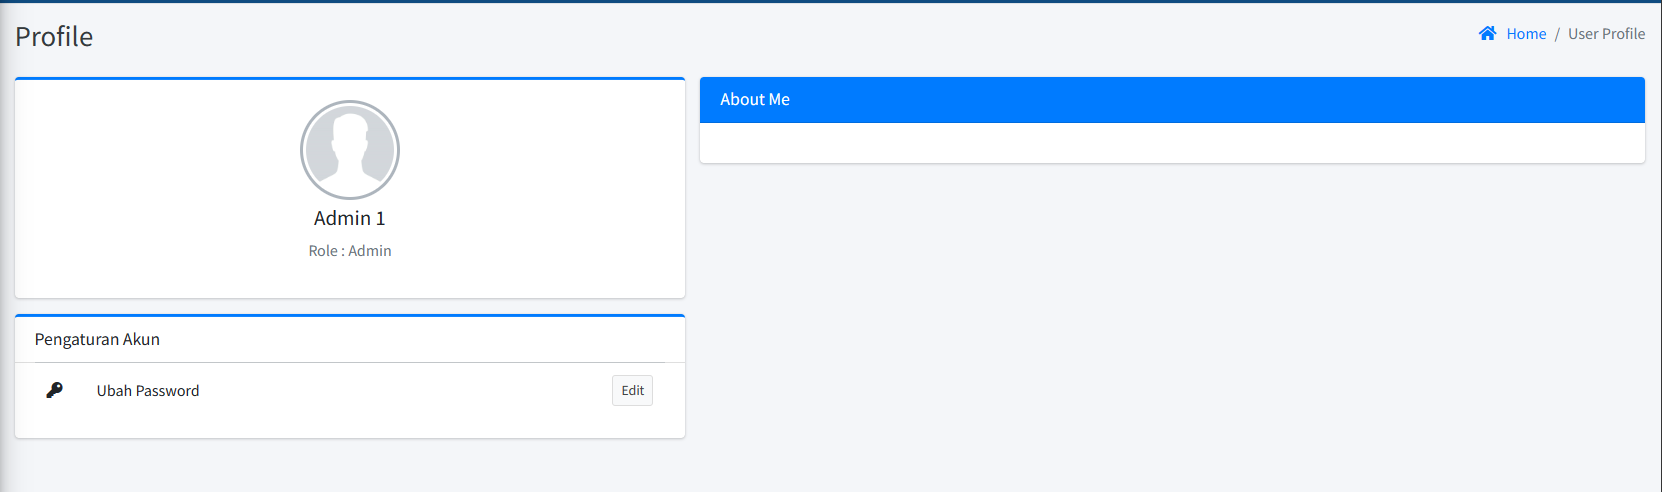 Profile
Home / User Profile
Admin 1
Role : Admin
Pengaturan Akun
Ubah Password
Edit
About Me